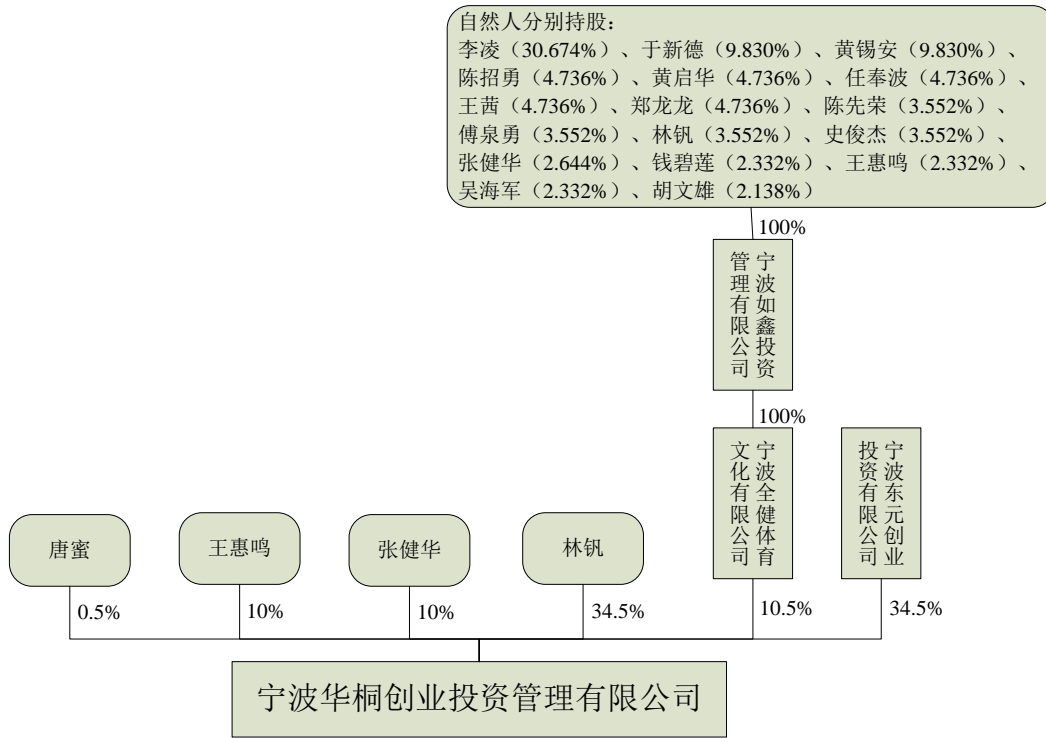 自然人分别持股：
李凌（30.674%）、于新德（9.830%）、黄锡安（9.830%）、
陈招勇（4.736%）、黄启华（4.736%）、任奉波（4.736%）、
王茜（4.736%）、郑龙龙（4.736%）、陈先荣（3.552%）、
傅泉勇（3.552%）、林钒（3.552%）、史俊杰（3.552%）、
张健华（2.644%）、钱碧莲（2.332%）、王惠鸣（2.332%）、
吴海军（2.332%）、胡文雄（2.138%）
100%
宁波如鑫投资
管理有限公司
100%
宁波全健体育
文化有限公司
宁波东元创业
投资有限公司
唐蜜
王惠鸣
张健华
林钒
0.5%
10%
10%
34.5%
10.5%
34.5%
宁波华桐创业投资管理有限公司